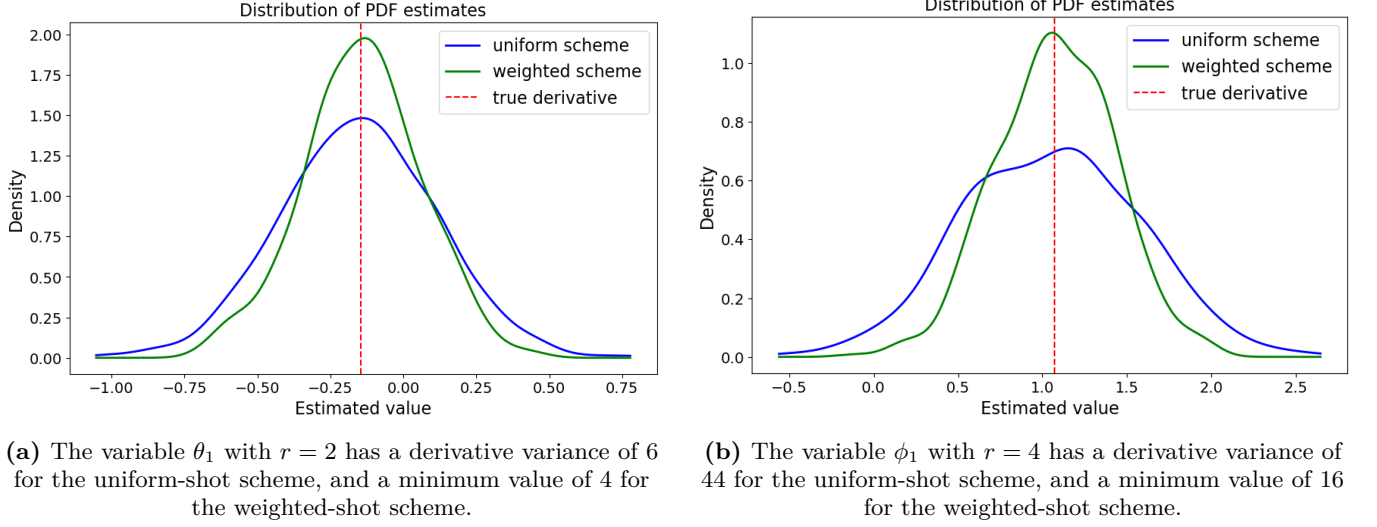 Distribution of PDF estimates
uniform scheme
weighted scheme
true derivative
2.00
1.75
1.50
1.25
1.00
0.75
0.50
0.25
0.00
Density
−1.00 −0.75 −0.50 −0.25 0.00 0.25 0.50 0.75
Estimated value
(a) The variable θ₁ with r = 2 has a derivative variance of 6
for the uniform-shot scheme, and a minimum value of 4 for
the weighted-shot scheme.
Distribution of PDF estimates
uniform scheme
weighted scheme
true derivative
1.0
0.8
0.6
0.4
0.2
0.0
Density
−0.5 0.0 0.5 1.0 1.5 2.0 2.5
Estimated value
(b) The variable ϕ₁ with r = 4 has a derivative variance of
44 for the uniform-shot scheme, and a minimum value of 16
for the weighted-shot scheme.